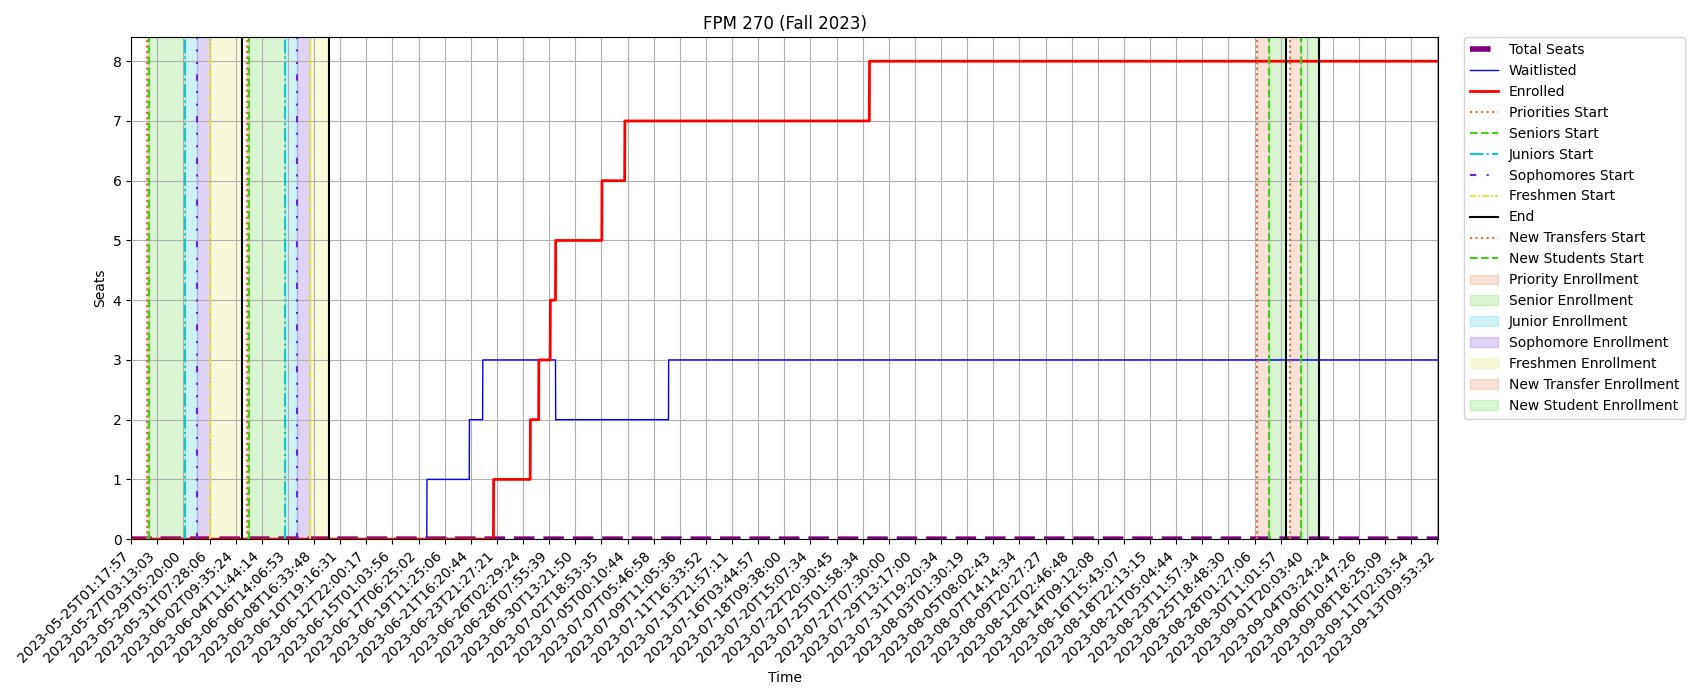 FPM 270 (Fall 2023)
Seats
8
7
6
5
4
3
2
1
0
2023-05-25T01:17:57
2023-05-27T03:13:03
2023-05-29T05:20:00
2023-05-31T07:28:06
2023-06-02T09:35:24
2023-06-04T11:44:14
2023-06-06T14:06:53
2023-06-08T16:33:48
2023-06-10T19:16:31
2023-06-12T22:00:17
2023-06-15T01:03:56
2023-06-17T06:25:02
2023-06-19T11:25:06
2023-06-21T16:20:44
2023-06-23T21:27:21
2023-06-26T02:29:24
2023-06-28T07:55:39
2023-06-30T13:21:50
2023-07-02T18:53:35
2023-07-05T00:10:44
2023-07-07T05:46:58
2023-07-09T11:05:36
2023-07-11T16:33:52
2023-07-13T21:57:11
2023-07-16T03:44:57
2023-07-18T09:38:00
2023-07-20T15:07:34
2023-07-22T20:30:45
2023-07-25T01:58:34
2023-07-27T07:30:00
2023-07-29T13:17:00
2023-07-31T19:20:34
2023-08-03T01:30:19
2023-08-05T08:02:43
2023-08-07T14:14:34
2023-08-09T20:27:27
2023-08-12T02:46:48
2023-08-14T09:12:08
2023-08-16T15:43:07
2023-08-18T22:13:15
2023-08-21T05:04:44
2023-08-23T11:57:34
2023-08-25T18:48:30
2023-08-28T01:27:06
2023-08-30T11:01:57
2023-09-01T20:03:40
2023-09-04T03:24:24
2023-09-06T10:47:26
2023-09-08T18:25:09
2023-09-11T02:03:54
2023-09-13T09:53:32
Time
Total Seats
Waitlisted
Enrolled
Priorities Start
Seniors Start
Juniors Start
Sophomores Start
Freshmen Start
End
New Transfers Start
New Students Start
Priority Enrollment
Senior Enrollment
Junior Enrollment
Sophomore Enrollment
Freshmen Enrollment
New Transfer Enrollment
New Student Enrollment